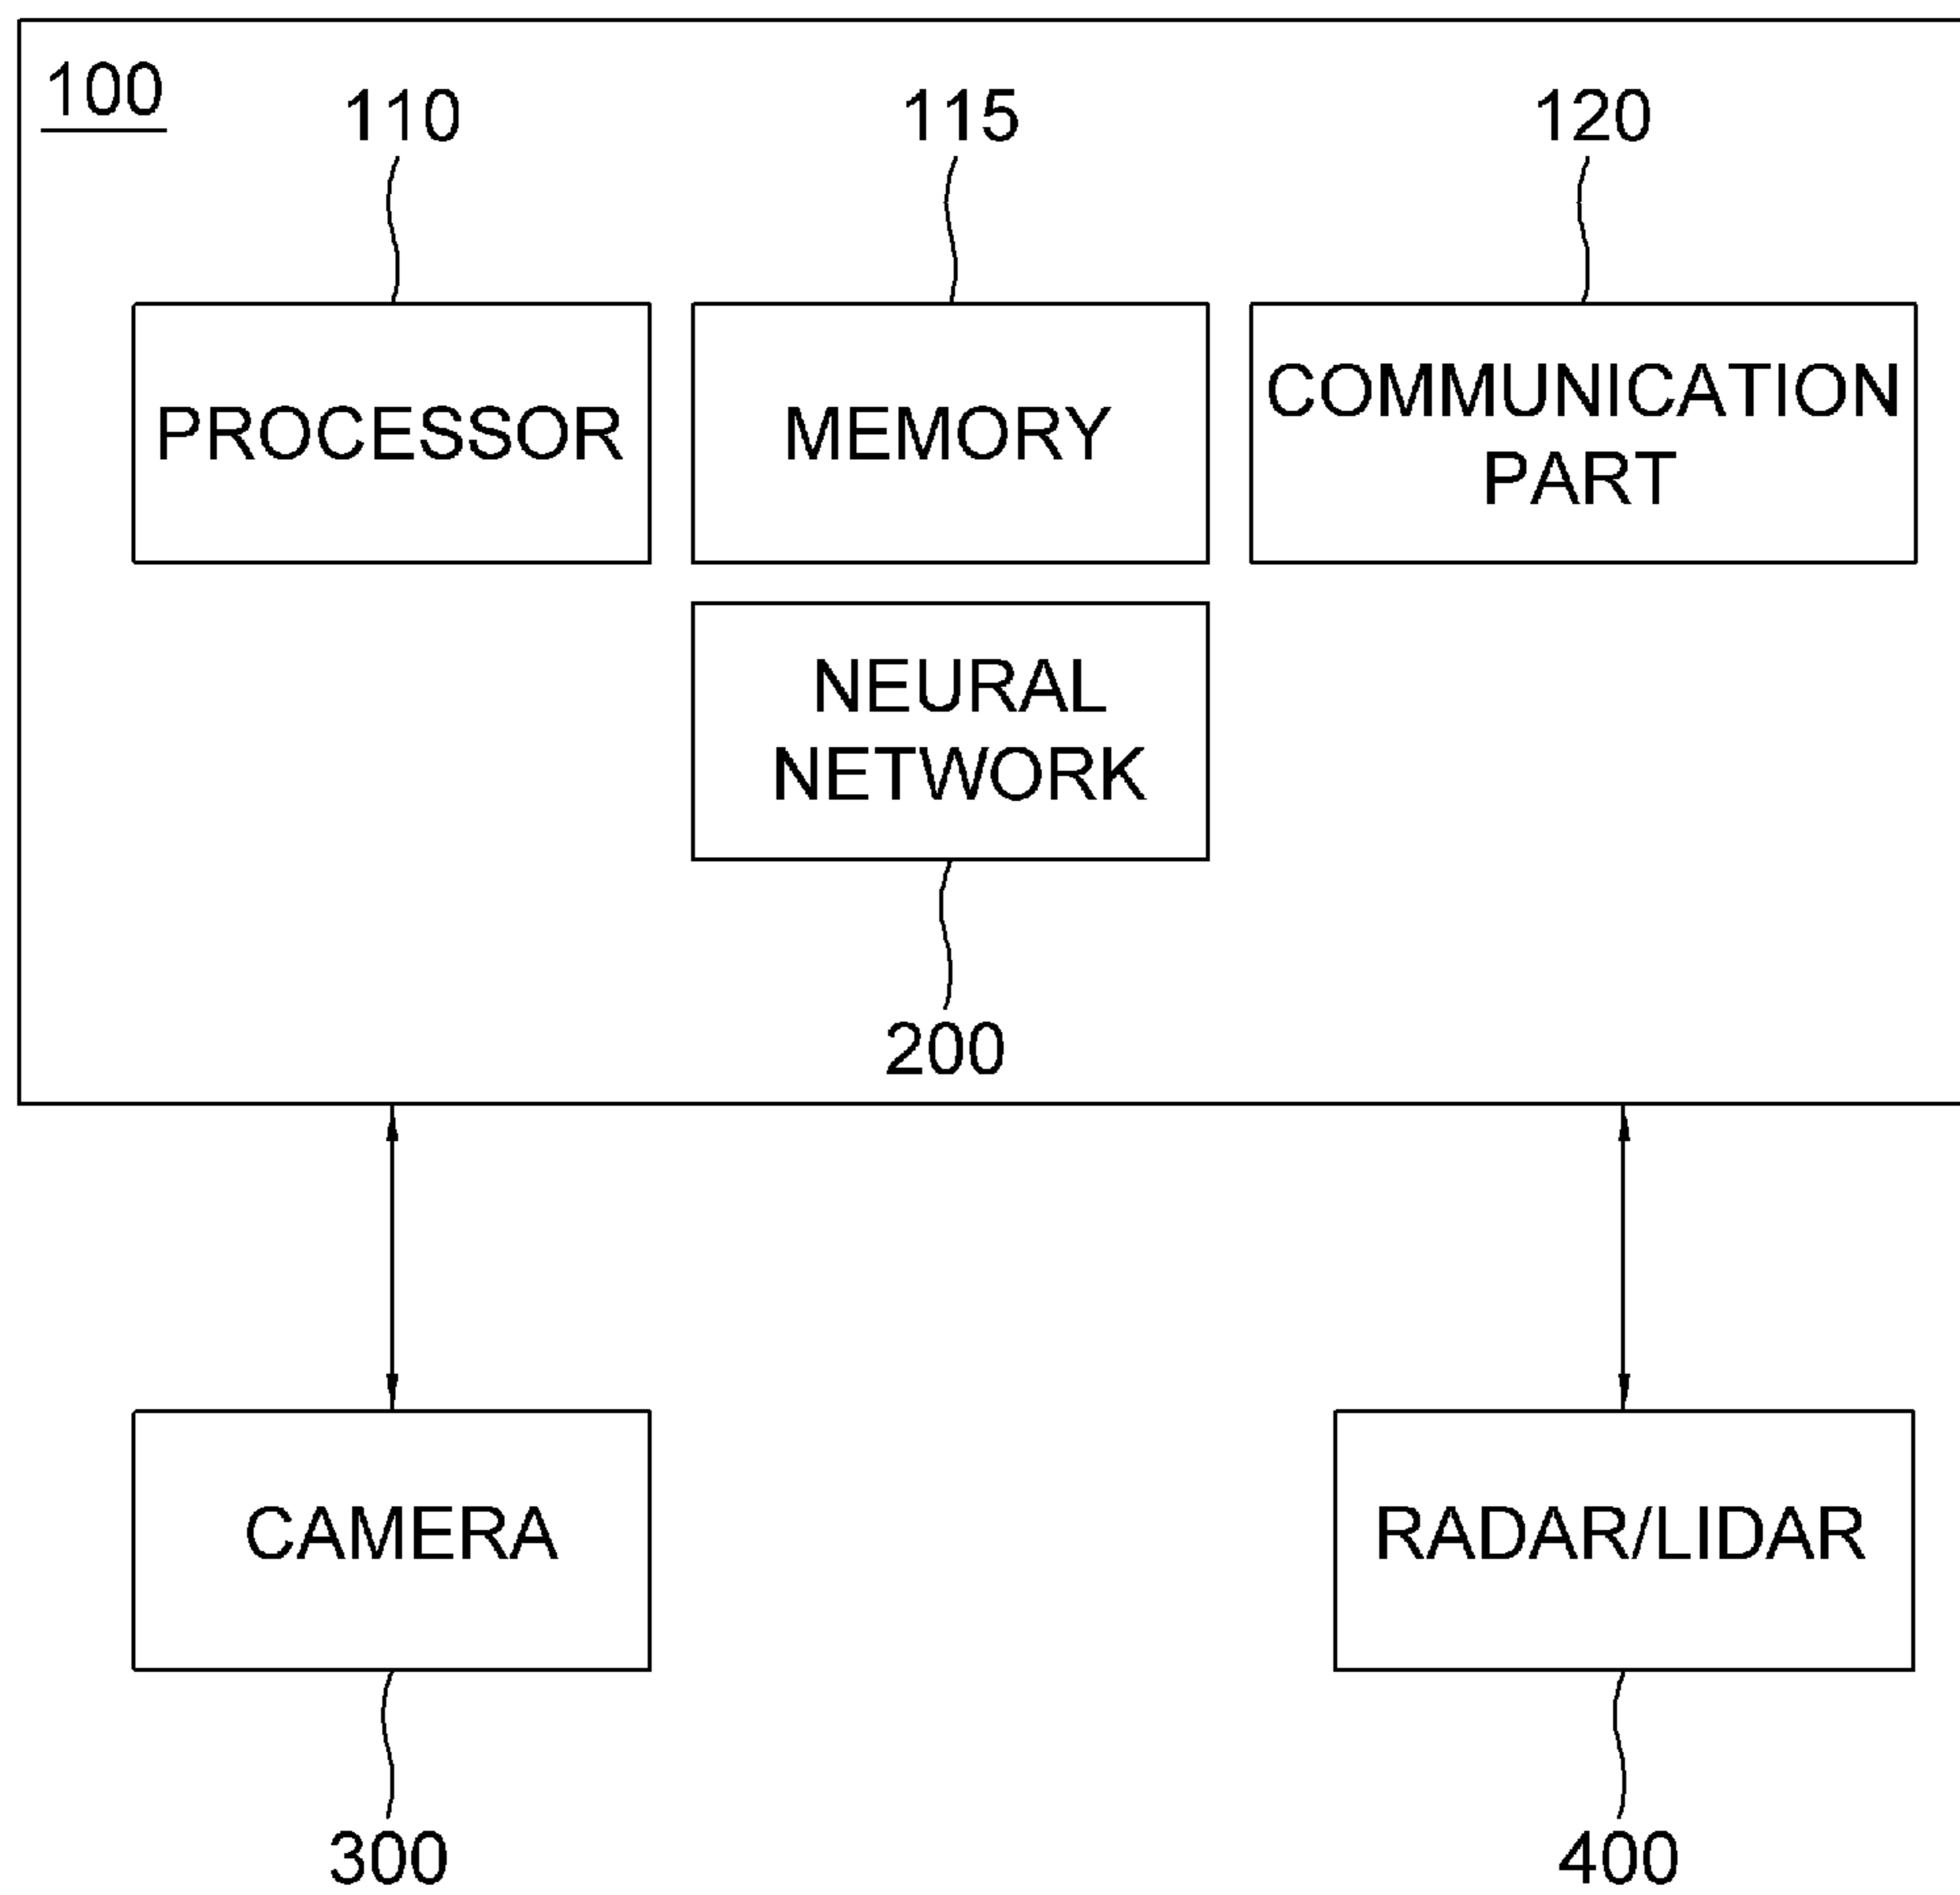 100
110
115
120
PROCESSOR
MEMORY
COMMUNICATION
PART
NEURAL
NETWORK
200
CAMERA
RADAR/LIDAR
300
400